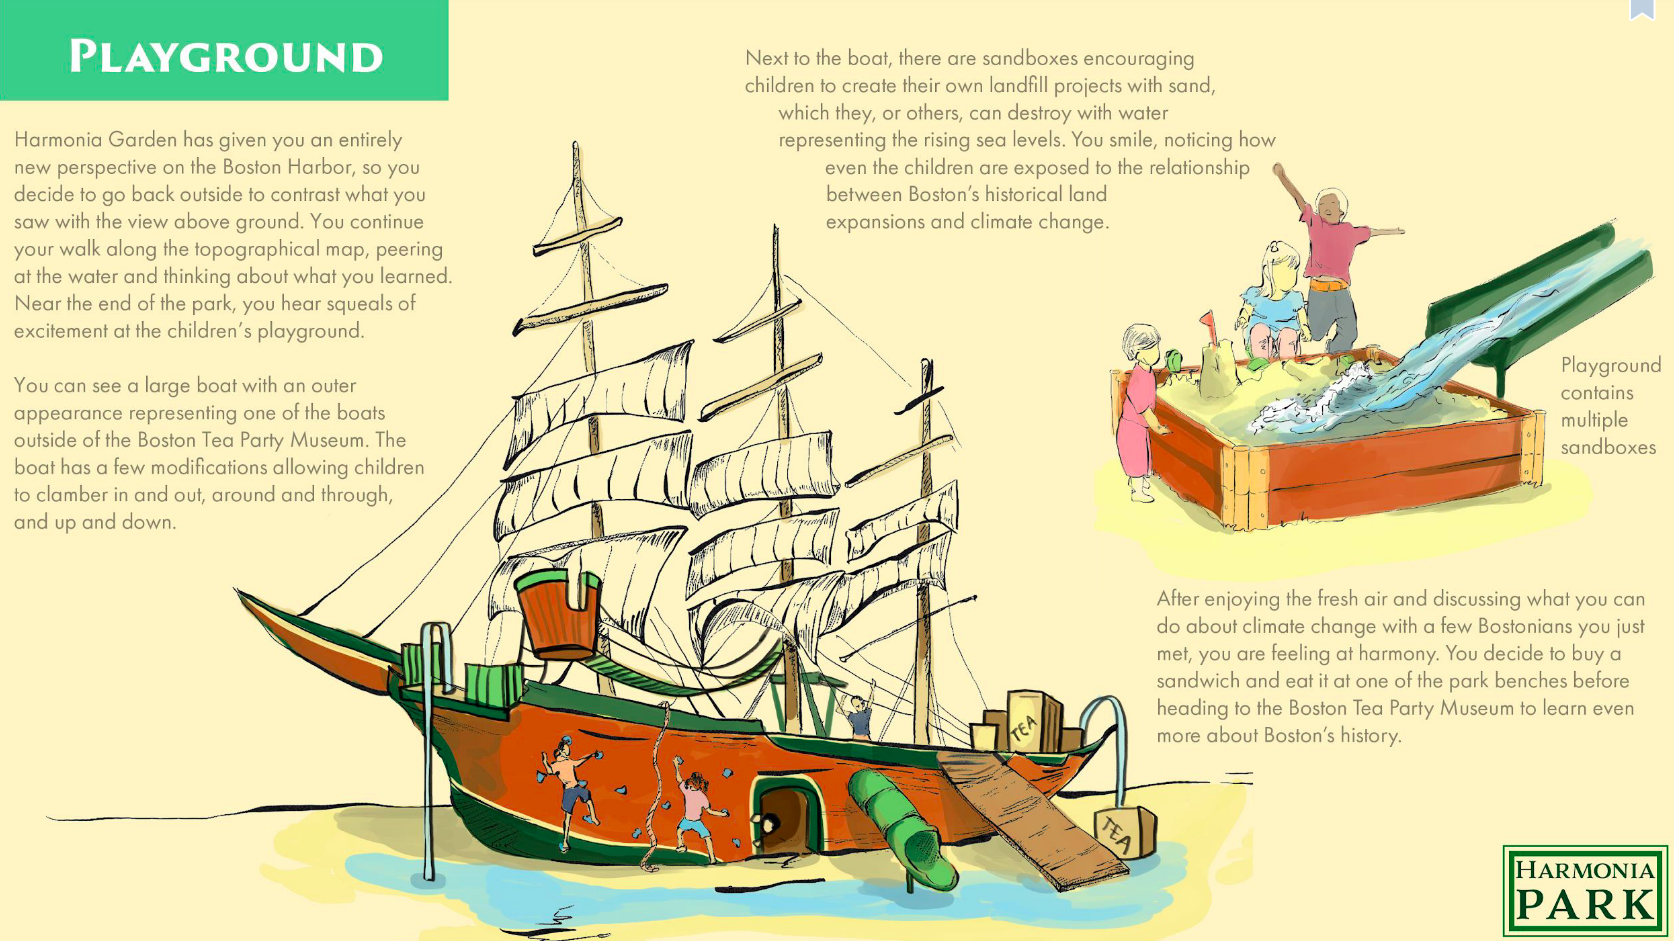 PLAYGROUND
Harmonia Garden has given you an entirely
new perspective on the Boston Harbor, so you
decide to go back outside to contrast what you
saw with the view above ground. You continue
your walk along the topographical map, peering
at the water and thinking about what you learned.
Near the end of the park, you hear squeals of
excitement at the children's playground.
You can see a large boat with an outer
appearance representing one of the boats
outside of the Boston Tea Party Museum. The
boat has a few modifications allowing children
to clamber in and out, around and through,
and up and down.
Next to the boat, there are sandboxes encouraging
children to create their own landfill projects with sand,
which they, or others, can destroy with water
representing the rising sea levels. You smile, noticing how
even the children are exposed to the relationship
between Boston's historical land
expansions and climate change.
Playground
contains
multiple
sandboxes
After enjoying the fresh air and discussing what you can
do about climate change with a few Bostonians you just
met, you are feeling at harmony. You decide to buy a
sandwich and eat it at one of the park benches before
heading to the Boston Tea Party Museum to learn even
more about Boston's history.
TEA
TEA
HARMONIA
PARK